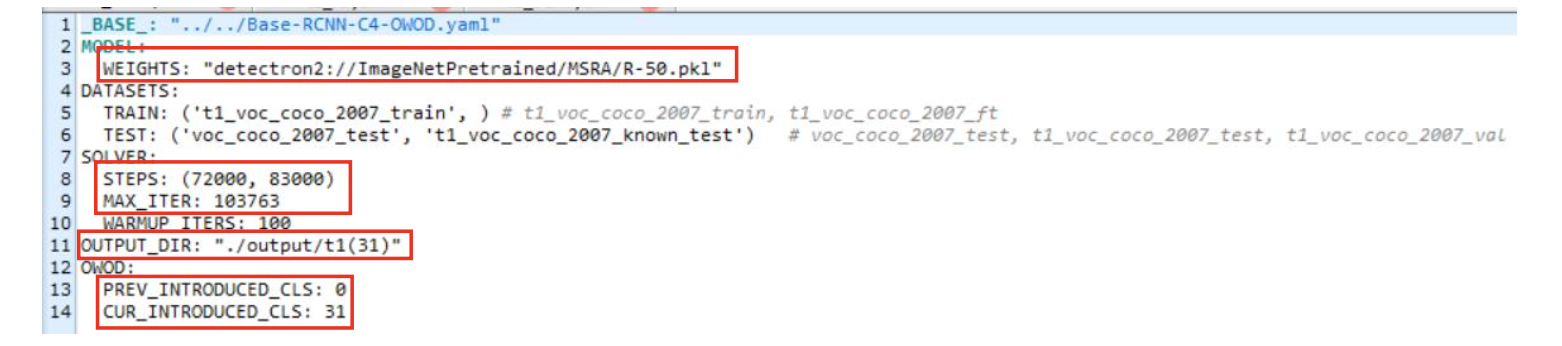 1 _BASE_: "../../Base-RCNN-C4-OWOD.yaml"
2 MODEL:
3 WEIGHTS: "detectron2://ImageNetPretrained/MSRA/R-50.pkl"
4 DATASETS:
5 TRAIN: ('t1_voc_coco_2007_train', ) # t1_voc_coco_2007_train, t1_voc_coco_2007_ft
6 TEST: ('voc_coco_2007_test', 't1_voc_coco_2007_known_test') # voc_coco_2007_test, t1_voc_coco_2007_test, t1_voc_coco_2007_val
7 SOLVER:
8 STEPS: (72000, 83000)
9 MAX_ITER: 103763
10 WARMUP_ITERS: 100
11 OUTPUT_DIR: "./output/t1(31)"
12 OWOD:
13 PREV_INTRODUCED_CLS: 0
14 CUR_INTRODUCED_CLS: 31